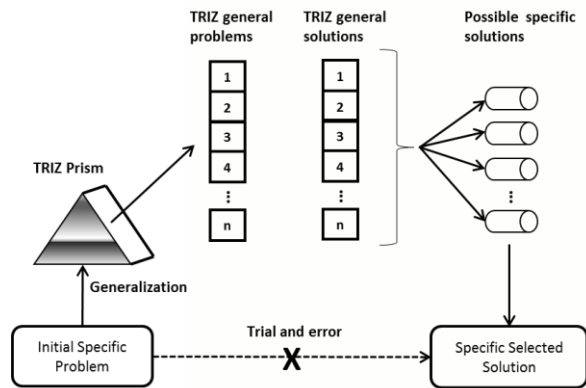 TRIZ general
problems
TRIZ general
solutions
Possible specific
solutions
1
2
3
4
⋮
n
1
2
3
4
⋮
n
⋮
TRIZ Prism
Generalization
Initial Specific
Problem
Trial and error
X
Specific Selected
Solution